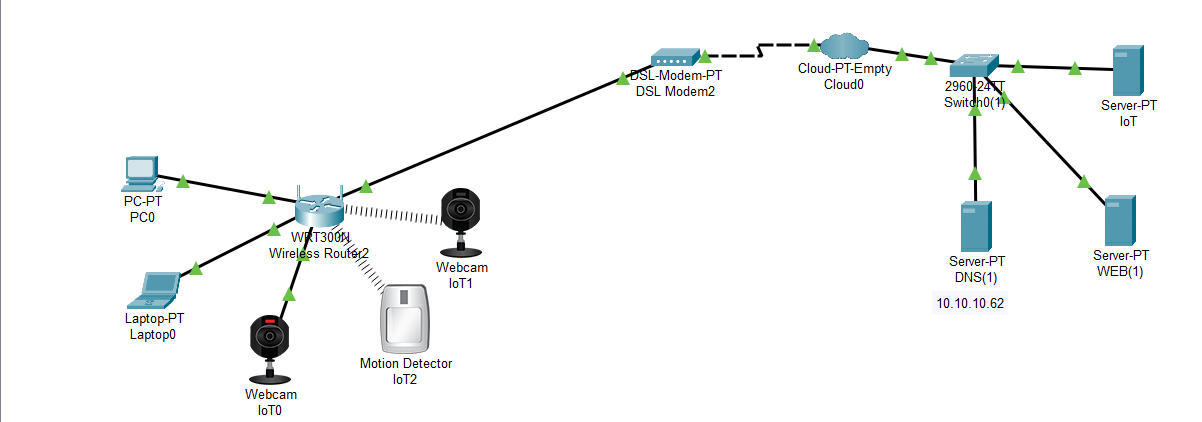 DSL-Modem-PT
DSL Modem2
Cloud-PT-Empty
Cloud0
2960-24TT
Switch0(1)
Server-PT
IoT
PC-PT
PC0
WRT300N
Wireless Router2
Webcam
IoT1
Server-PT
DNS(1)
10.10.10.62
Server-PT
WEB(1)
Laptop-PT
Laptop0
Motion Detector
IoT2
Webcam
IoT0